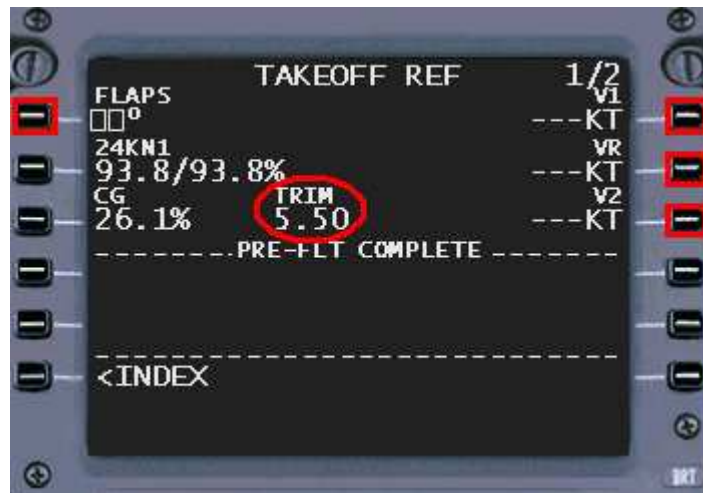 TAKEOFF REF 1/2
FLAPS V1
□□° ---KT
24KN1 VR
93.8/93.8% ---KT
CG TRIM V2
26.1% 5.50 ---KT
--------.PRE-FLT COMPLETE -------
------------------------------
<INDEX
BRT